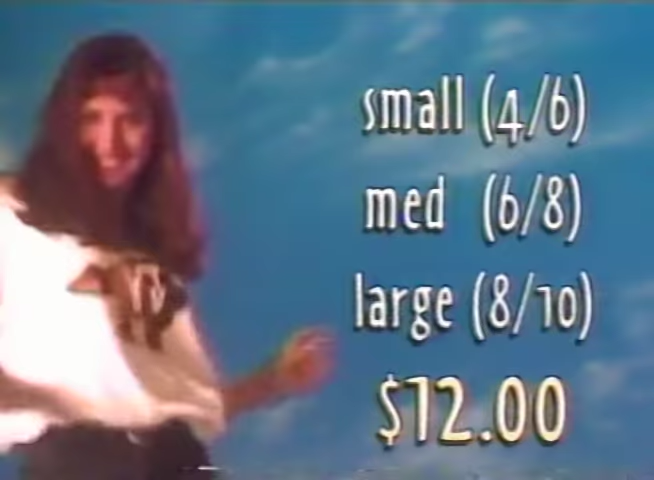 small (4/6)
med (6/8)
large (8/10)
$12.00